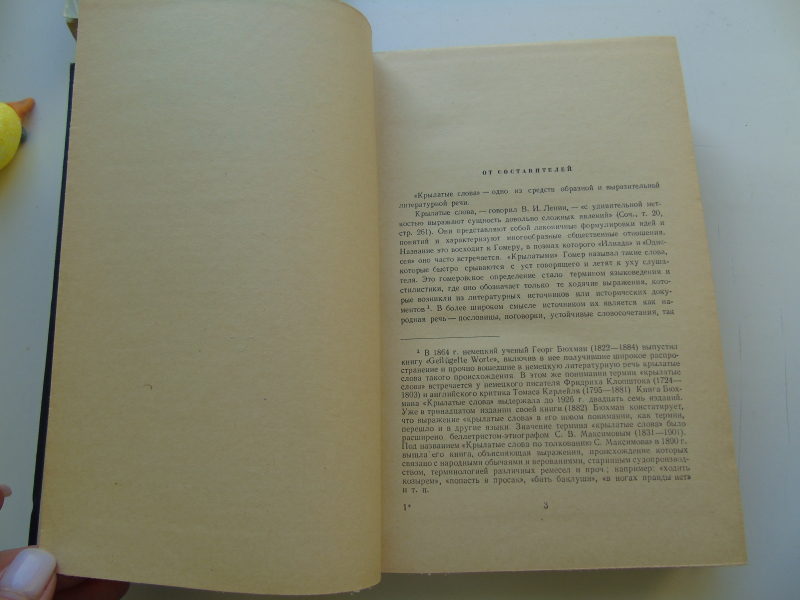 ОТ СОСТАВИТЕЛЕЙ
«Крылатые слова» — одно из средств образной и выразительной
литературной речи.
Крылатые слова, — говорил В. И. Ленин, — «с удивительной мет-
костью выражают сущность довольно сложных явлений» (Соч., т. 20,
стр. 261). Они представляют собой лаконичные формулировки идей и
понятий и характеризуют многообразные общественные отношения.
Название это восходит к Гомеру, в поэмах которого «Илиада» и «Одис-
сея» оно часто встречается. «Крылатыми» Гомер называл такие слова,
которые быстро срываются с уст говорящего и летят к уху слуша-
теля. Это гомеровское определение стало термином языковедения и
стилистики, где оно обозначает только те ходячие выражения, кото-
рые возникли из литературных источников или исторических доку-
ментов ¹. В более широком смысле источником их является как на-
родная речь — пословицы, поговорки, устойчивые словосочетания, так
¹ В 1864 г. немецкий ученый Георг Бюхман (1822—1884) выпустил
книгу «Geflügelte Worte», включив в нее получившие широкое распро-
странение и прочно вошедшие в немецкую литературную речь крылатые
слова такого происхождения. В этом же понимании термин «крылатые
слова» встречается у немецкого писателя Фридриха Клопштока (1724—
1803) и английского критика Томаса Карлейля (1795—1881). Книга Бюх-
мана «Крылатые слова» выдержала до 1926 г. двадцать семь изданий.
Уже в тринадцатом издании своей книги (1882) Бюхман констатирует,
что выражение «крылатые слова» в его новом понимании, как термин,
перешло и в другие языки. Значение термина «крылатые слова» было
расширено беллетристом-этнографом С. В. Максимовым (1831—1901).
Под названием «Крылатые слова по толкованию С. Максимова» в 1890 г.
вышла его книга, объясняющая выражения, происхождение которых
связано с народными обычаями и верованиями, старинным судопроизвод-
ством, терминологией различных ремесел и проч.; например: «ходить
козырем», «попасть в просак», «бить баклуши», «в ногах правды нет»
и т. п.
1*
3